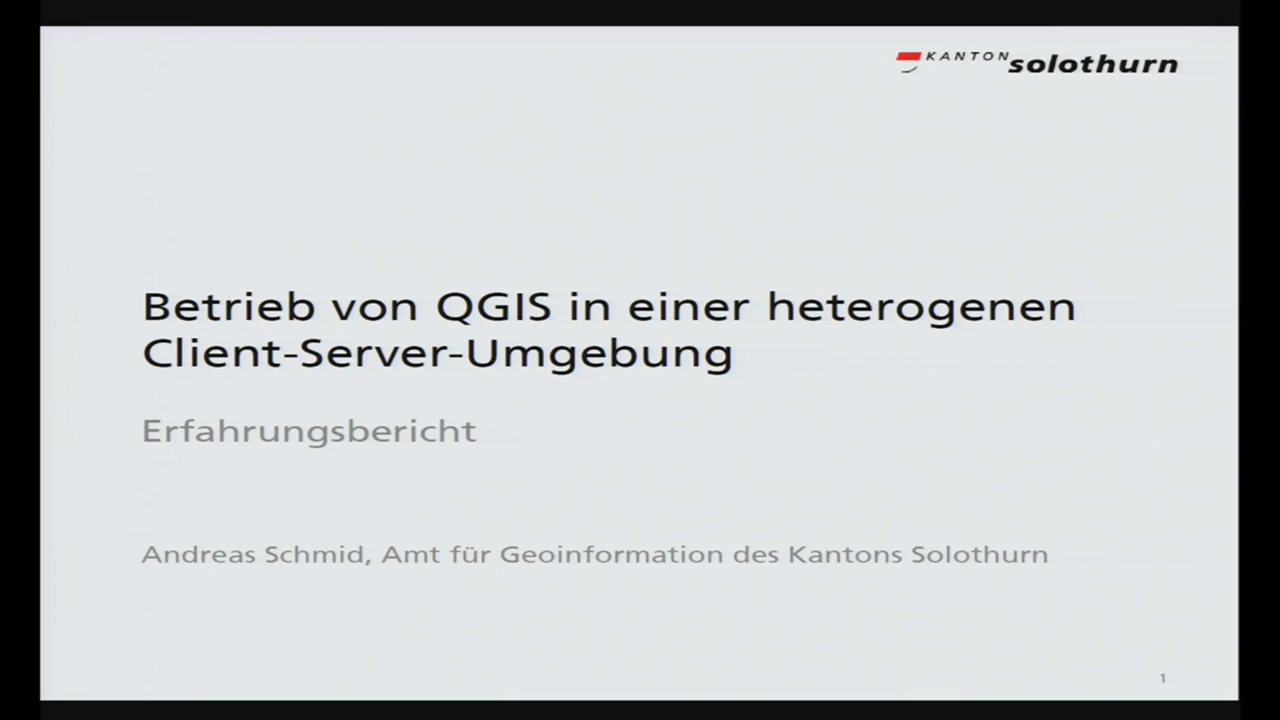 KANTON solothurn
Betrieb von QGIS in einer heterogenen
Client-Server-Umgebung
Erfahrungsbericht
Andreas Schmid, Amt für Geoinformation des Kantons Solothurn
1